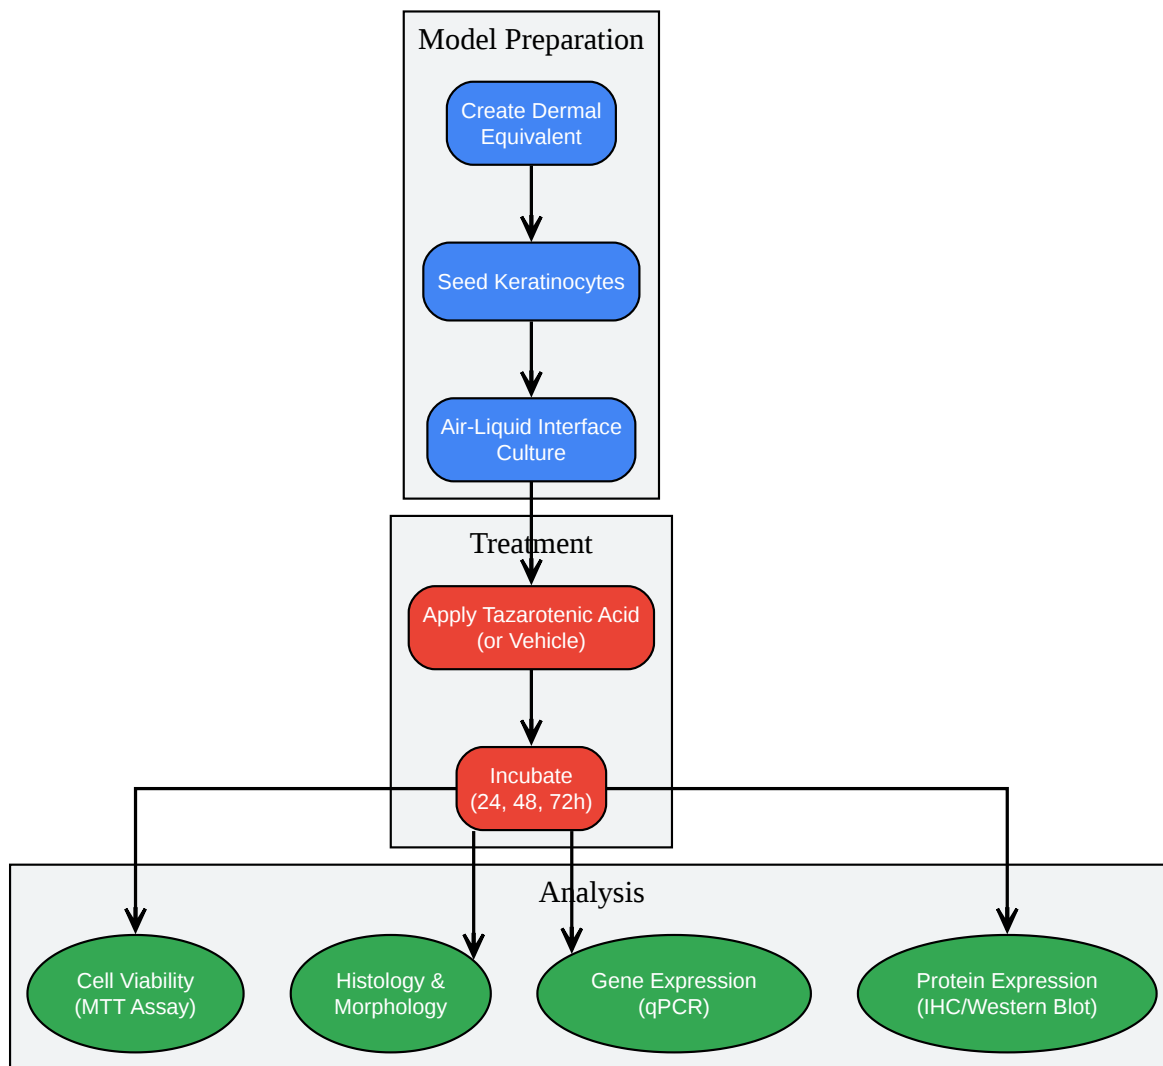 Model Preparation
Create Dermal
Equivalent
Seed Keratinocytes
Air-Liquid Interface
Culture
Treatment
Apply Tazarotenic Acid
(or Vehicle)
Incubate
(24, 48, 72h)
Analysis
Cell Viability
(MTT Assay)
Histology &
Morphology
Gene Expression
(qPCR)
Protein Expression
(IHC/Western Blot)